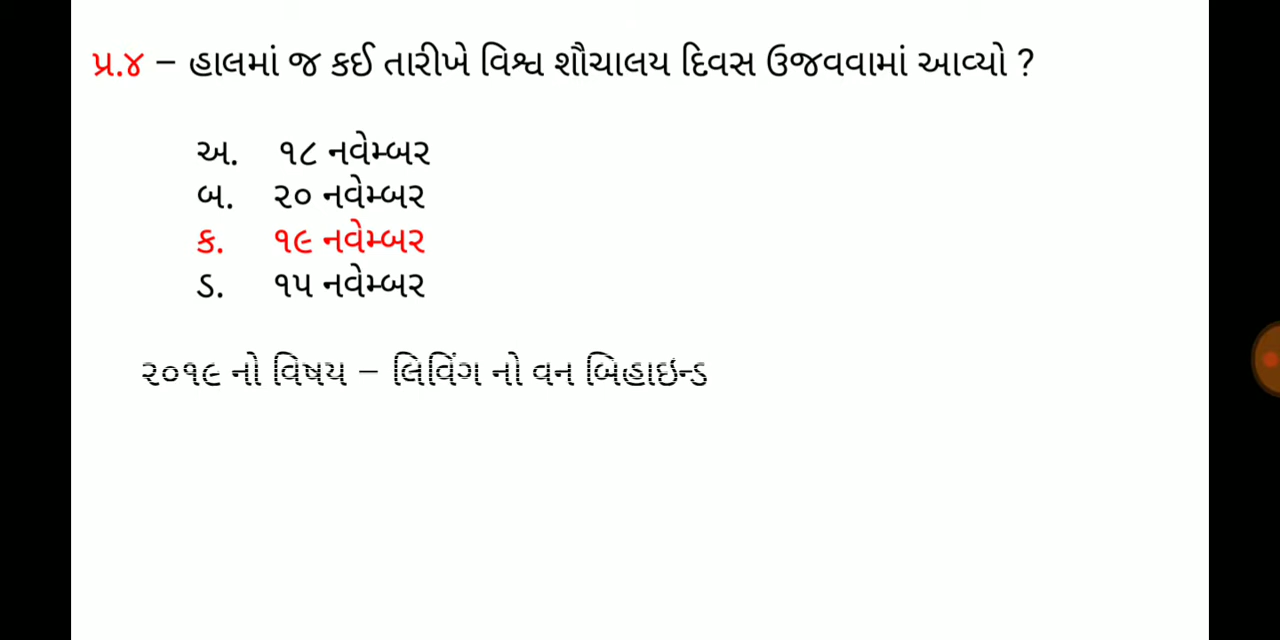 પ્ર.૪ – હાલમાં જ કઈ તારીખે વિશ્વ શૌચાલય દિવસ ઉજવવામાં આવ્યો ?
અ. ૧૮ નવેમ્બર
બ. ૨૦ નવેમ્બર
ક. ૧૯ નવેમ્બર
ડ. ૧૫ નવેમ્બર
૨૦૧૯ નો વિષય – લિવિંગ નો વન બિહાઇન્ડ